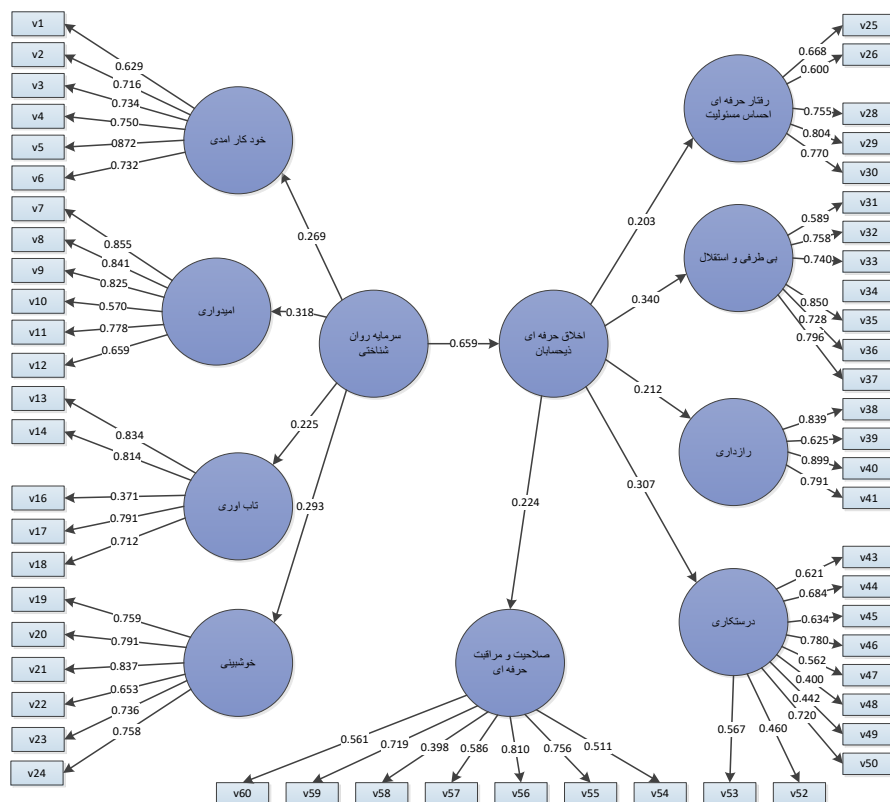 v1
v2
v3
v4
v5
v6
0.629
0.716
0.734
0.750
0872
0.732
خود کار امدی
v7
v8
v9
v10
v11
v12
0.855
0.841
0.825
0.570
0.778
0.659
امیدواری
v13
v14
v16
v17
v18
0.834
0.814
0.371
0.791
0.712
تاب اوری
v19
v20
v21
v22
v23
v24
0.759
0.791
0.837
0.653
0.736
0.758
خوشبینی
0.269
0.318
0.225
0.293
سرمایه روان
شناختی
0.659
اخلاق حرفه ای
ذیحسابان
0.203
0.340
0.212
0.307
0.224
رفتار حرفه ای
احساس مسئولیت
0.668
0.600
0.755
0.804
0.770
v25
v26
v28
v29
v30
بی طرفی و استقلال
0.589
0.758
0.740
0.850
0.728
0.796
v31
v32
v33
v34
v35
v36
v37
رازداری
0.839
0.625
0.899
0.791
v38
v39
v40
v41
درستکاری
0.621
0.684
0.634
0.780
0.562
0.400
0.442
0.720
0.460
0.567
v43
v44
v45
v46
v47
v48
v49
v50
v52
v53
صلاحیت و مراقبت
حرفه ای
0.561
0.719
0.398
0.586
0.810
0.756
0.511
v60
v59
v58
v57
v56
v55
v54